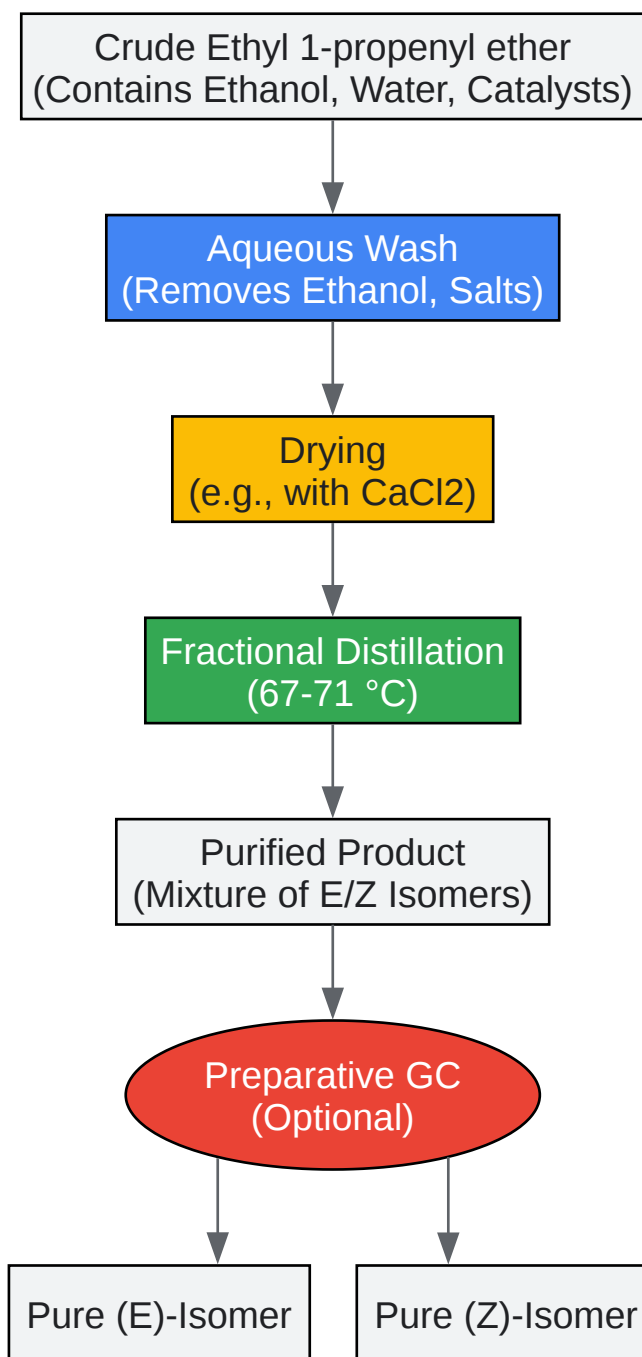 Crude Ethyl 1-propenyl ether
(Contains Ethanol, Water, Catalysts)
Aqueous Wash
(Removes Ethanol, Salts)
Drying
(e.g., with CaCl2)
Fractional Distillation
(67-71 °C)
Purified Product
(Mixture of E/Z Isomers)
Preparative GC
(Optional)
Pure (E)-Isomer
Pure (Z)-Isomer